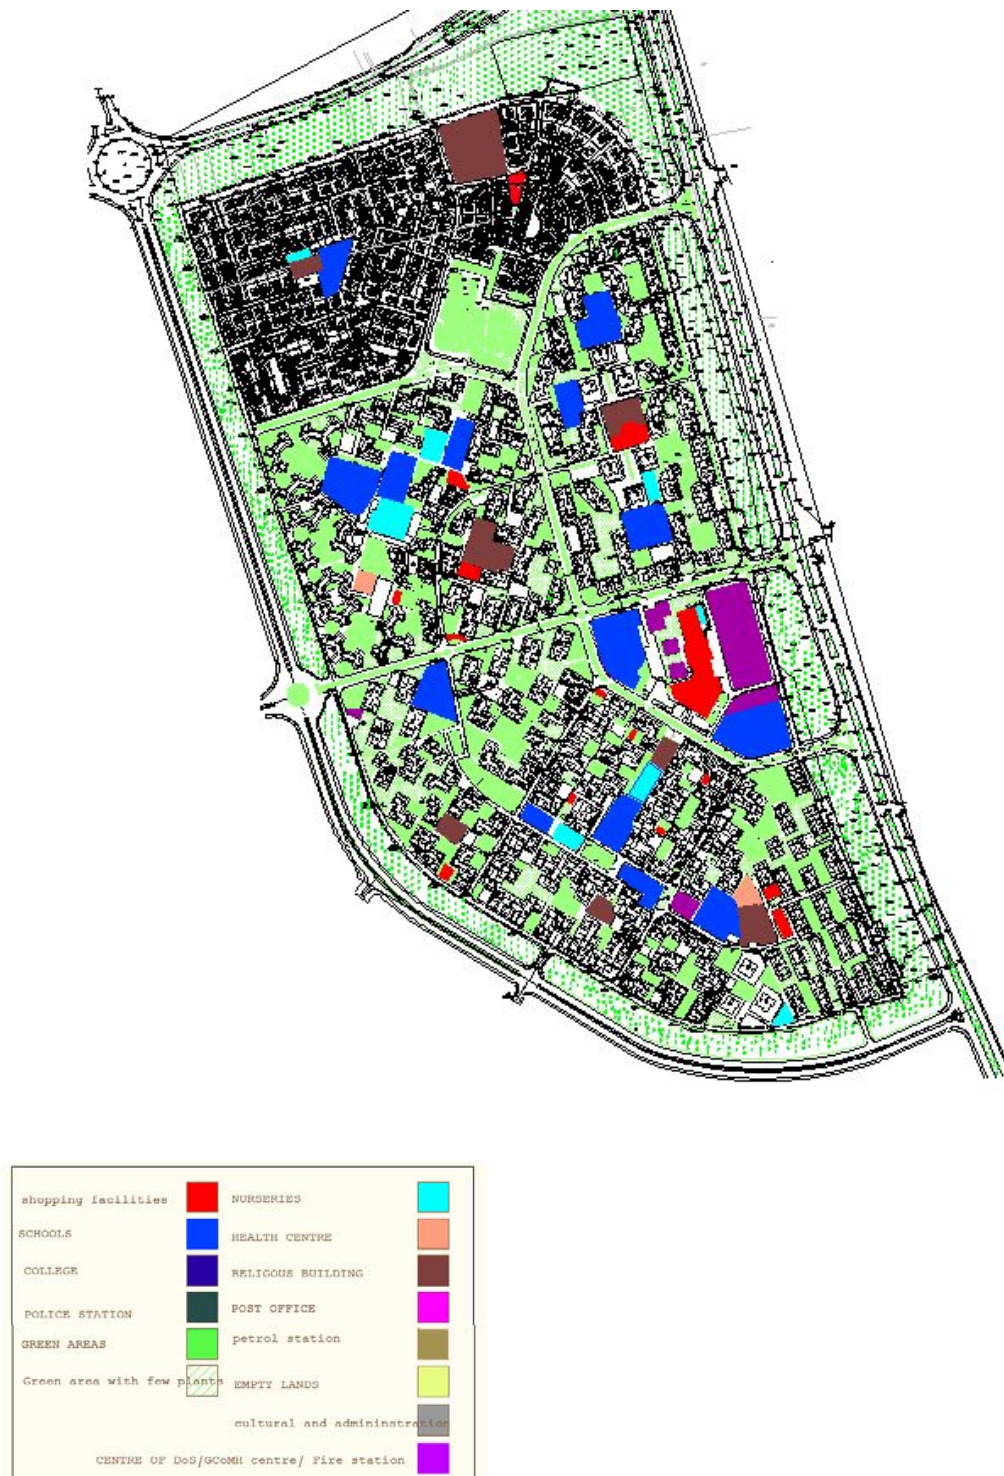 shopping facilities
NURSERIES
SCHOOLS
HEALTH CENTRE
COLLEGE
RELIGOUS BUILDING
POLICE STATION
POST OFFICE
GREEN AREAS
petrol station
Green area with few plants
EMPTY LANDS
cultural and admininstration
CENTRE OF DoS/GCoMH centre/ Fire station